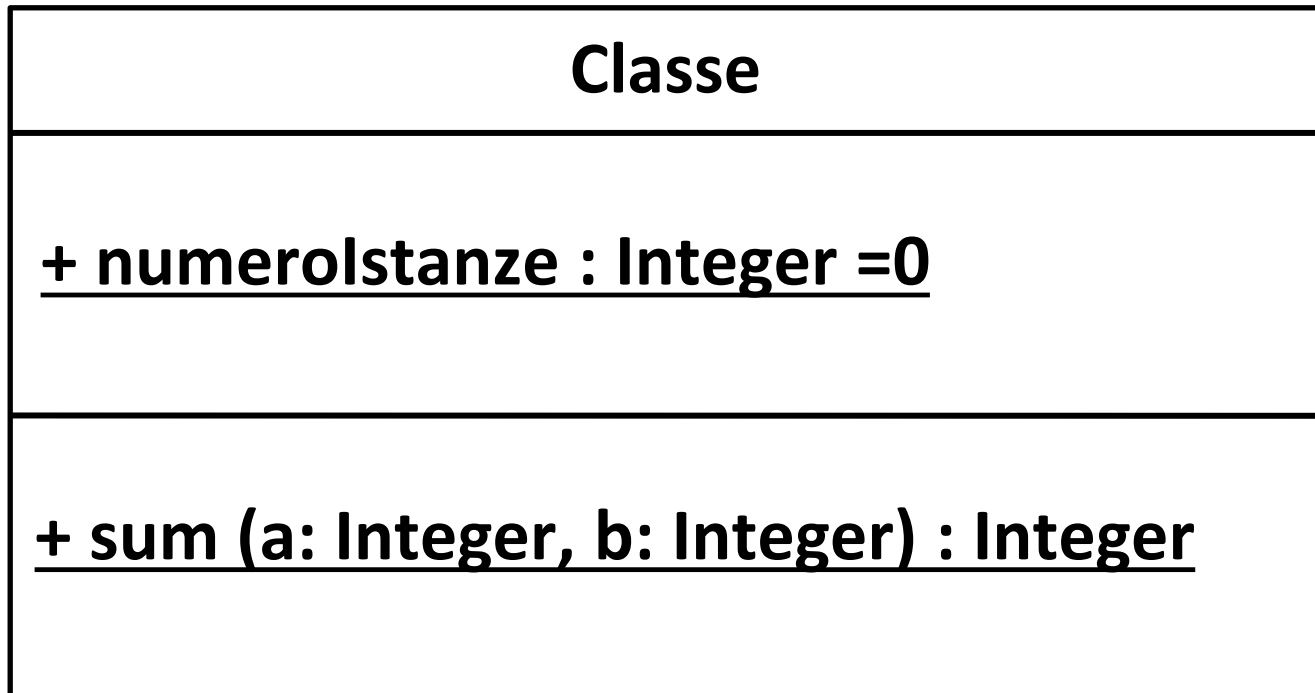 Classe
+ numeroIstanze : Integer =0
+ sum (a: Integer, b: Integer) : Integer